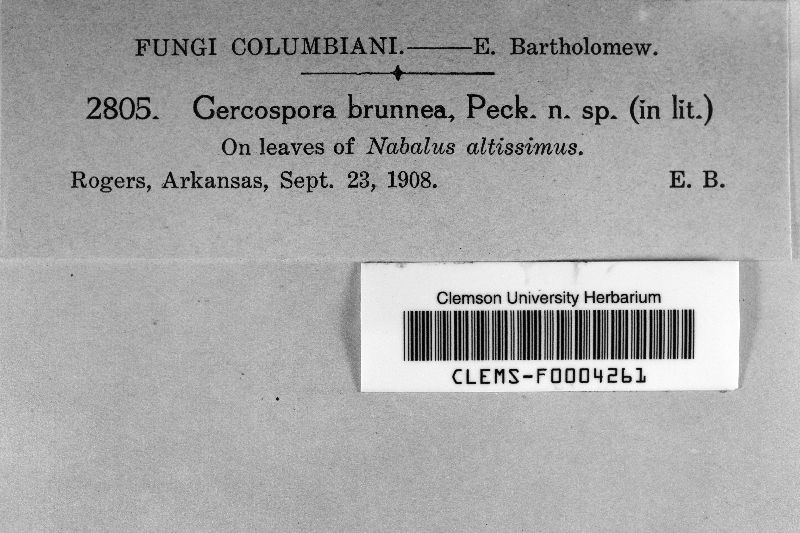 FUNGI COLUMBIANI.——E. Bartholomew.
2805. Cercospora brunnea, Peck. n. sp. (in lit.)
On leaves of Nabalus altissimus.
Rogers, Arkansas, Sept. 23, 1908. E. B.
Clemson University Herbarium
CLEMS-F0004261